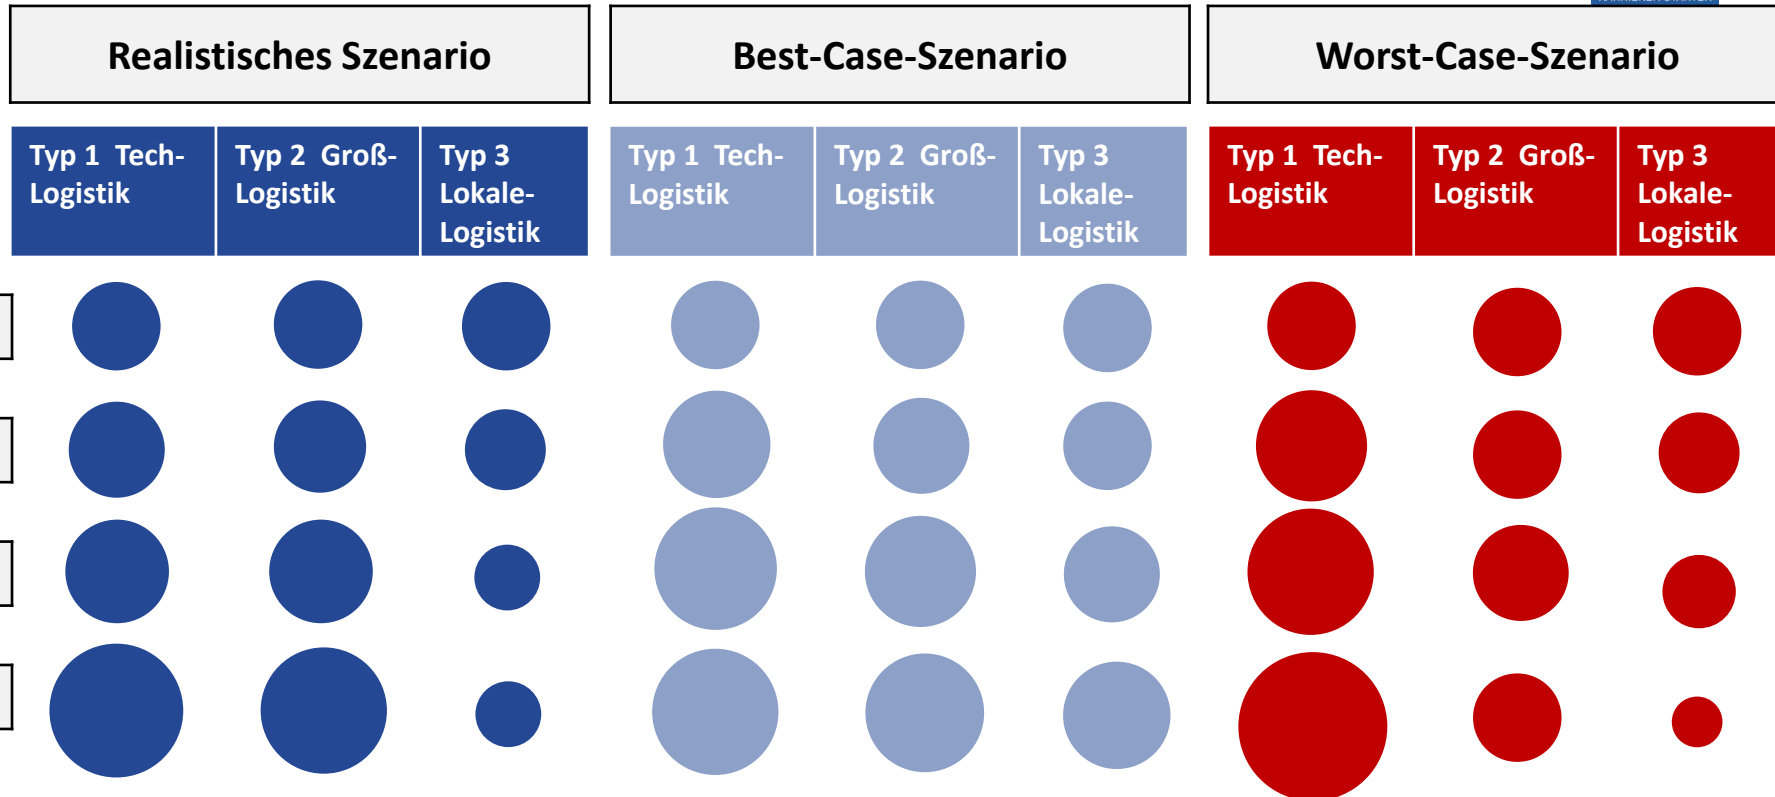 Realistisches Szenario
Best-Case-Szenario
Worst-Case-Szenario
Typ 1 Tech-
Logistik
Typ 2 Groß-
Logistik
Typ 3
Lokale-
Logistik
Typ 1 Tech-
Logistik
Typ 2 Groß-
Logistik
Typ 3
Lokale-
Logistik
Typ 1 Tech-
Logistik
Typ 2 Groß-
Logistik
Typ 3
Lokale-
Logistik